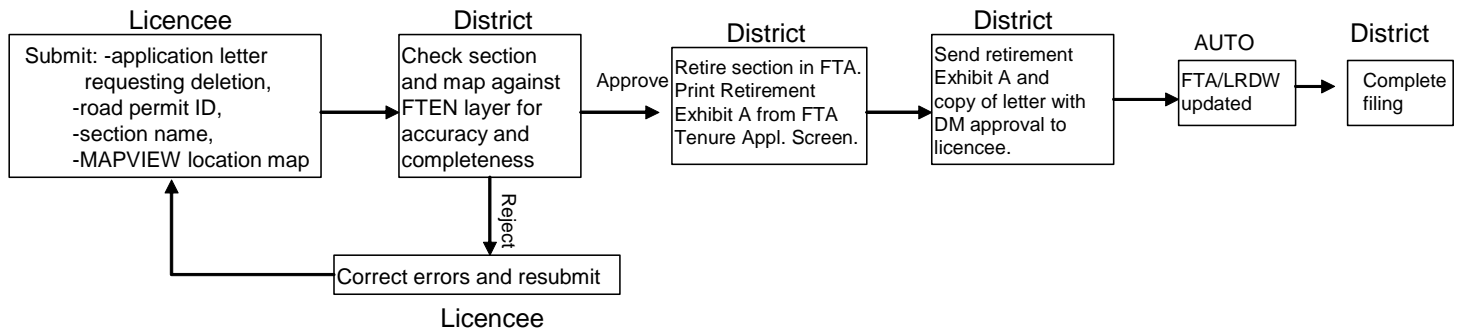 Licencee
Submit: -application letter
requesting deletion,
-road permit ID,
-section name,
-MAPVIEW location map
District
Check section
and map against
FTEN layer for
accuracy and
completeness
Approve
Reject
Correct errors and resubmit
Licencee
District
Retire section in FTA.
Print Retirement
Exhibit A from FTA
Tenure Appl. Screen.
District
Send retirement
Exhibit A and
copy of letter with
DM approval to
licencee.
AUTO
FTA/LRDW
updated
District
Complete
filing